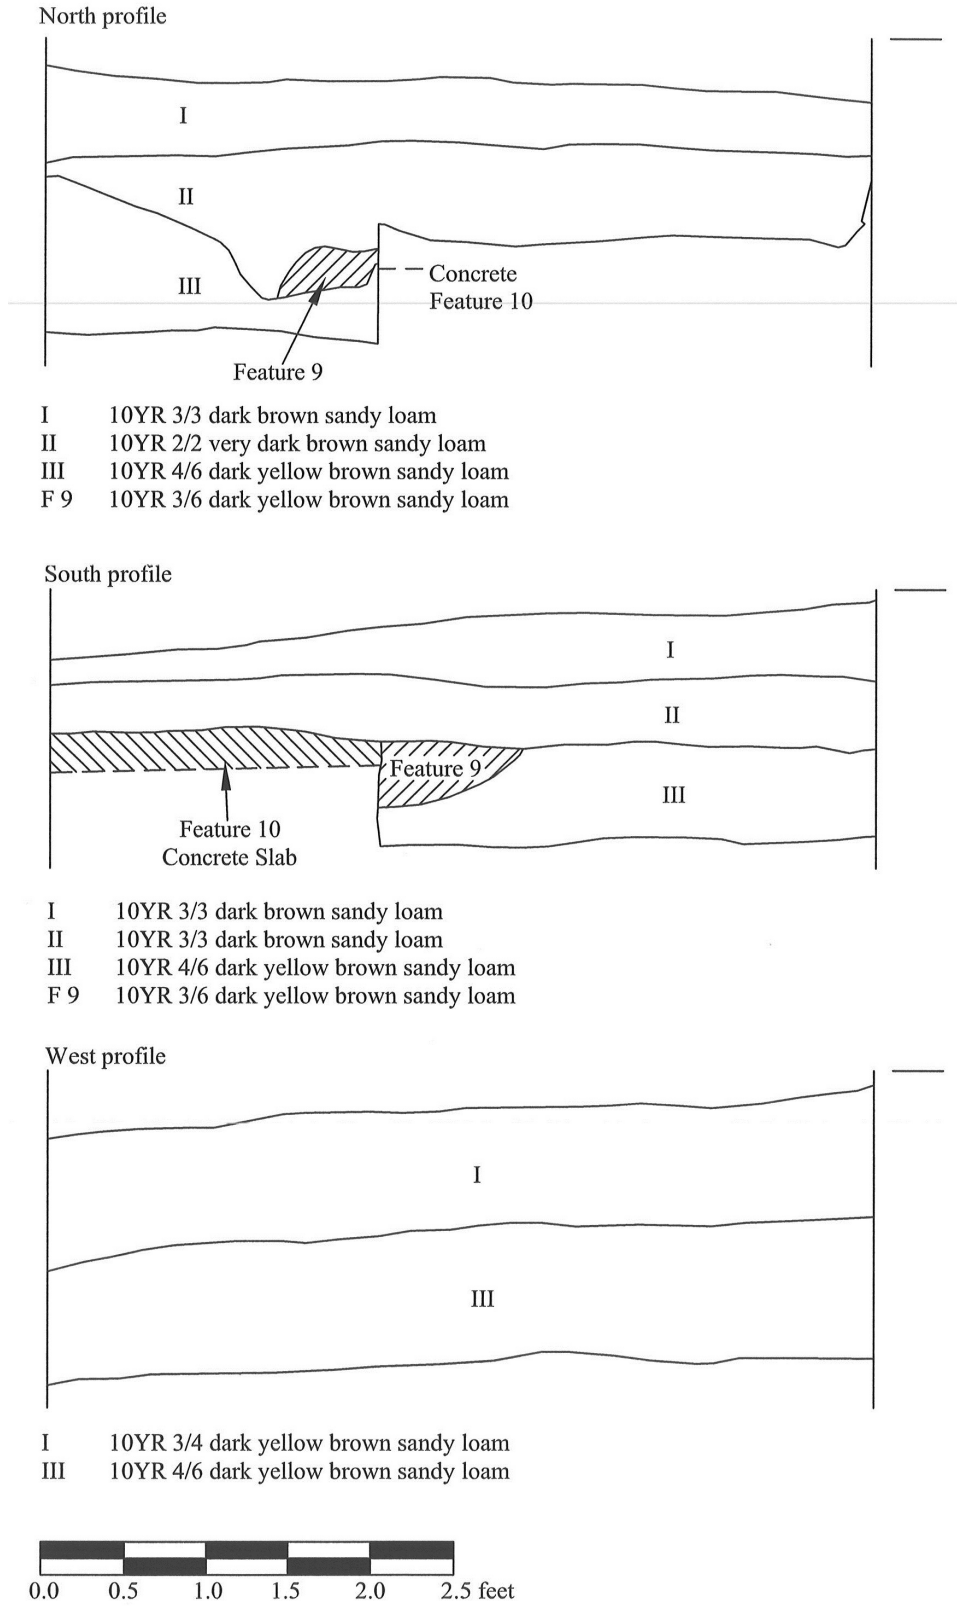 North profile
I
II
III
Concrete
Feature 10
Feature 9
I 10YR 3/3 dark brown sandy loam
II 10YR 2/2 very dark brown sandy loam
III 10YR 4/6 dark yellow brown sandy loam
F 9 10YR 3/6 dark yellow brown sandy loam
South profile
I
II
Feature 9
III
Feature 10
Concrete Slab
I 10YR 3/3 dark brown sandy loam
II 10YR 3/3 dark brown sandy loam
III 10YR 4/6 dark yellow brown sandy loam
F 9 10YR 3/6 dark yellow brown sandy loam
West profile
I
III
I 10YR 3/4 dark yellow brown sandy loam
III 10YR 4/6 dark yellow brown sandy loam
0.0 0.5 1.0 1.5 2.0 2.5 feet